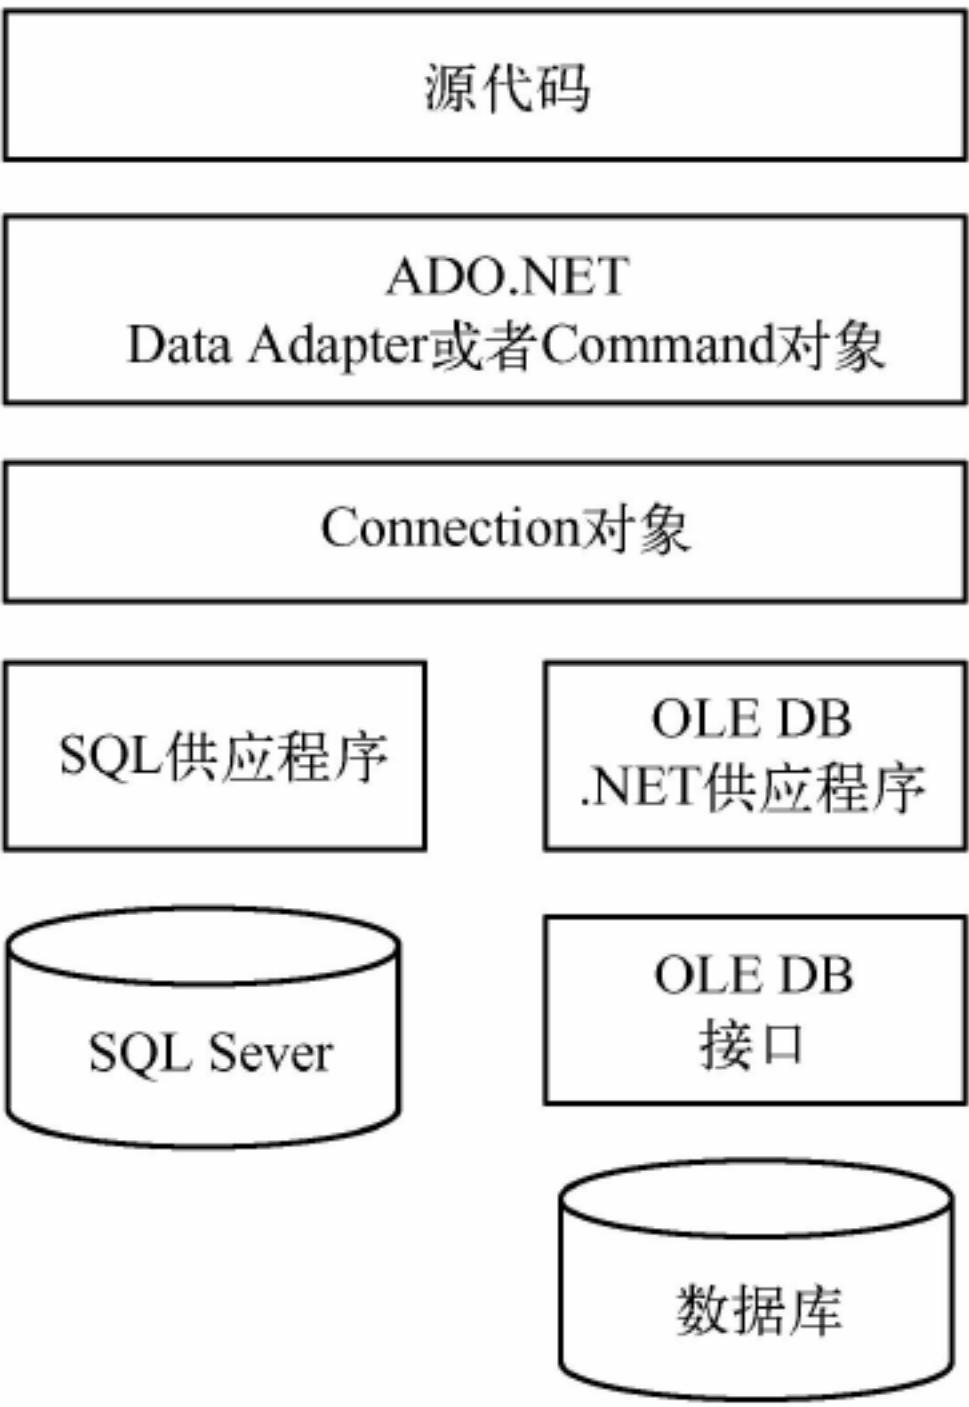 源代码
ADO.NET
Data Adapter或者Command对象
Connection对象
SQL供应程序
OLE DB
.NET供应程序
SQL Sever
OLE DB
接口
数据库